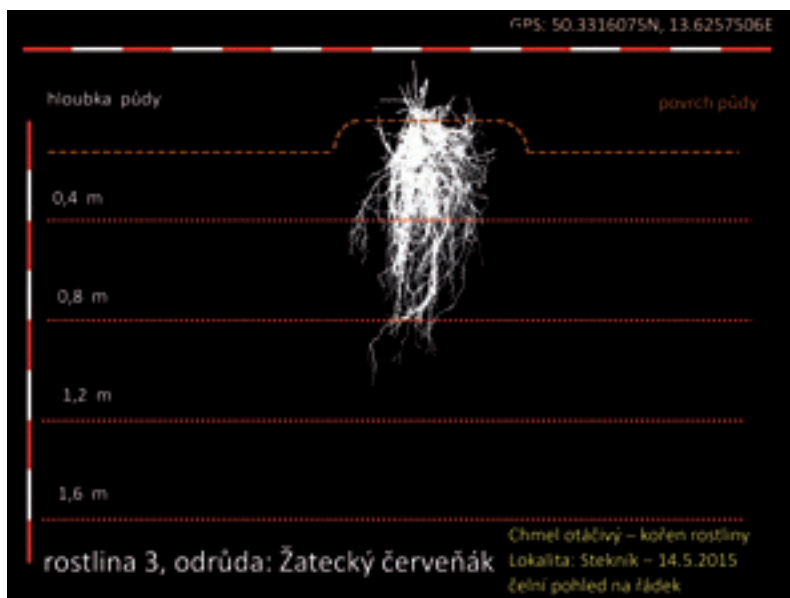 GPS: 50.3316075N, 13.6257506E
hloubka půdy
povrch půdy
0,4 m
0,8 m
1,2 m
1,6 m
rostlina 3, odrůda: Žatecký červeňák
Chmel otáčivý – kořen rostliny
Lokalita: Stekník – 14.5.2015
čelní pohled na řádek